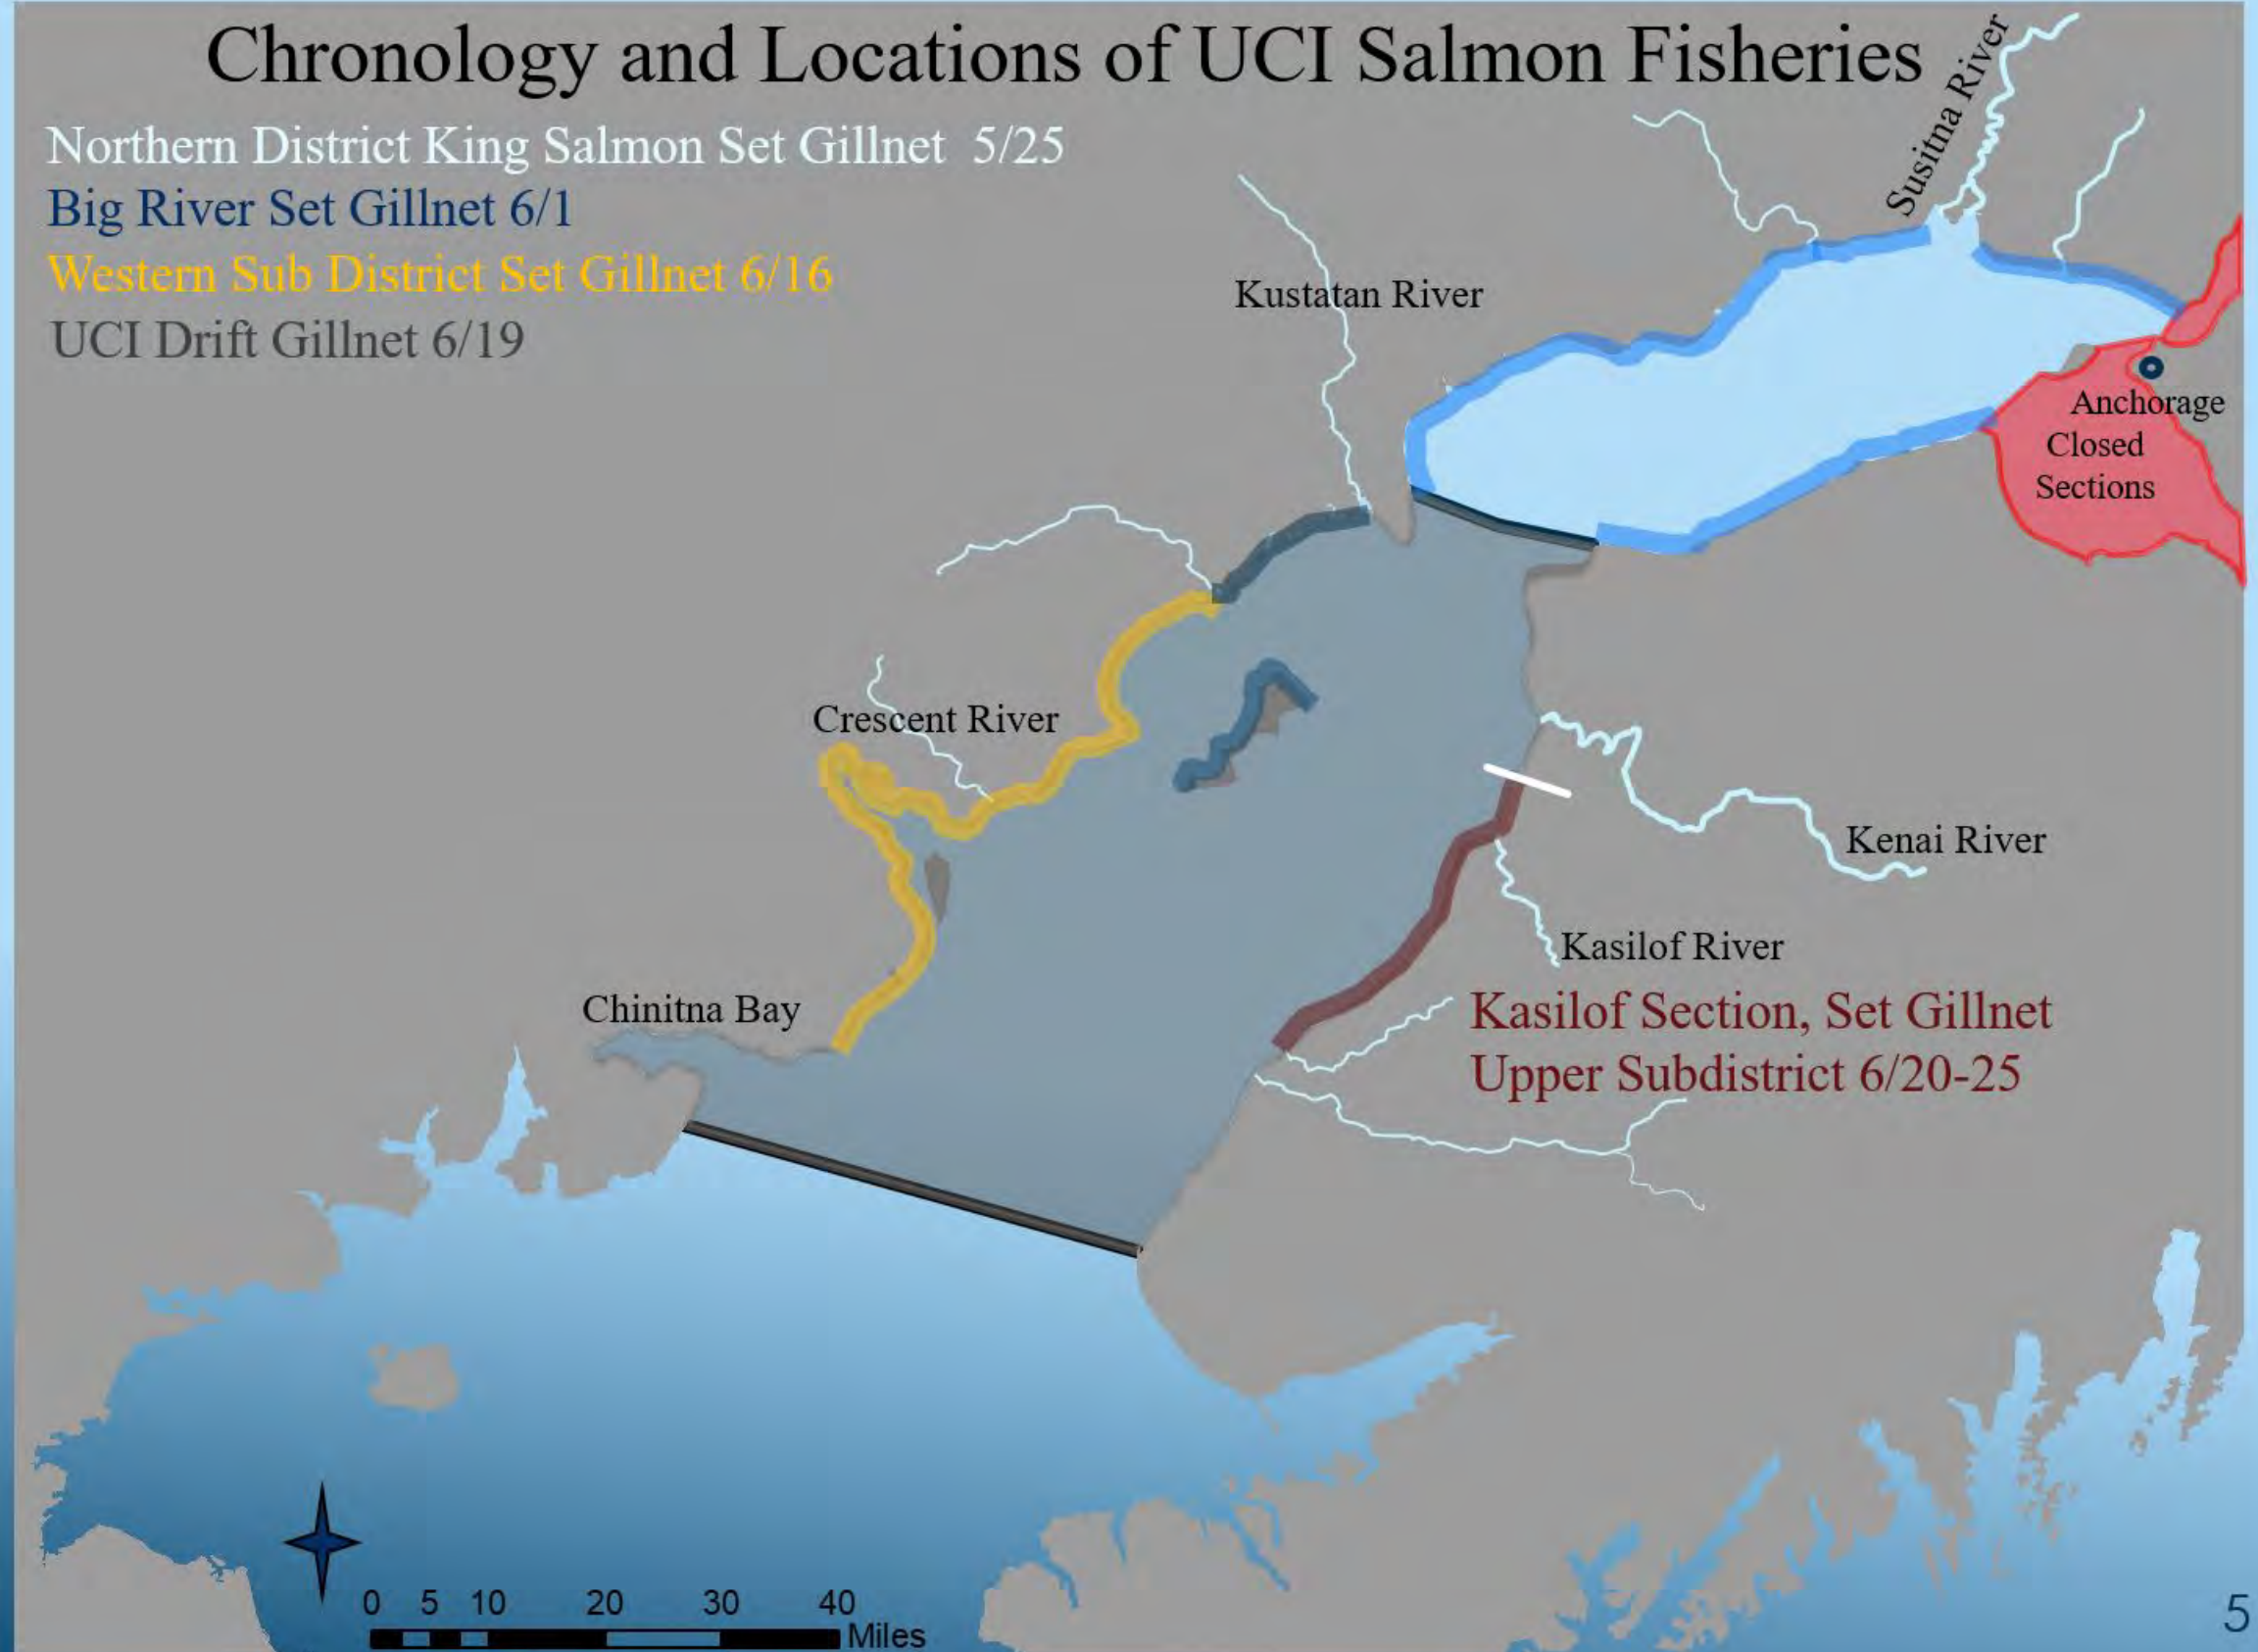 Chronology and Locations of UCI Salmon Fisheries
Northern District King Salmon Set Gillnet 5/25
Big River Set Gillnet 6/1
Western Sub District Set Gillnet 6/16
UCI Drift Gillnet 6/19
Susitna River
Kustatan River
Anchorage
Closed
Sections
Crescent River
Kenai River
Kasilof River
Chinitna Bay
Kasilof Section, Set Gillnet
Upper Subdistrict 6/20-25
0 5 10 20 30 40
Miles
5